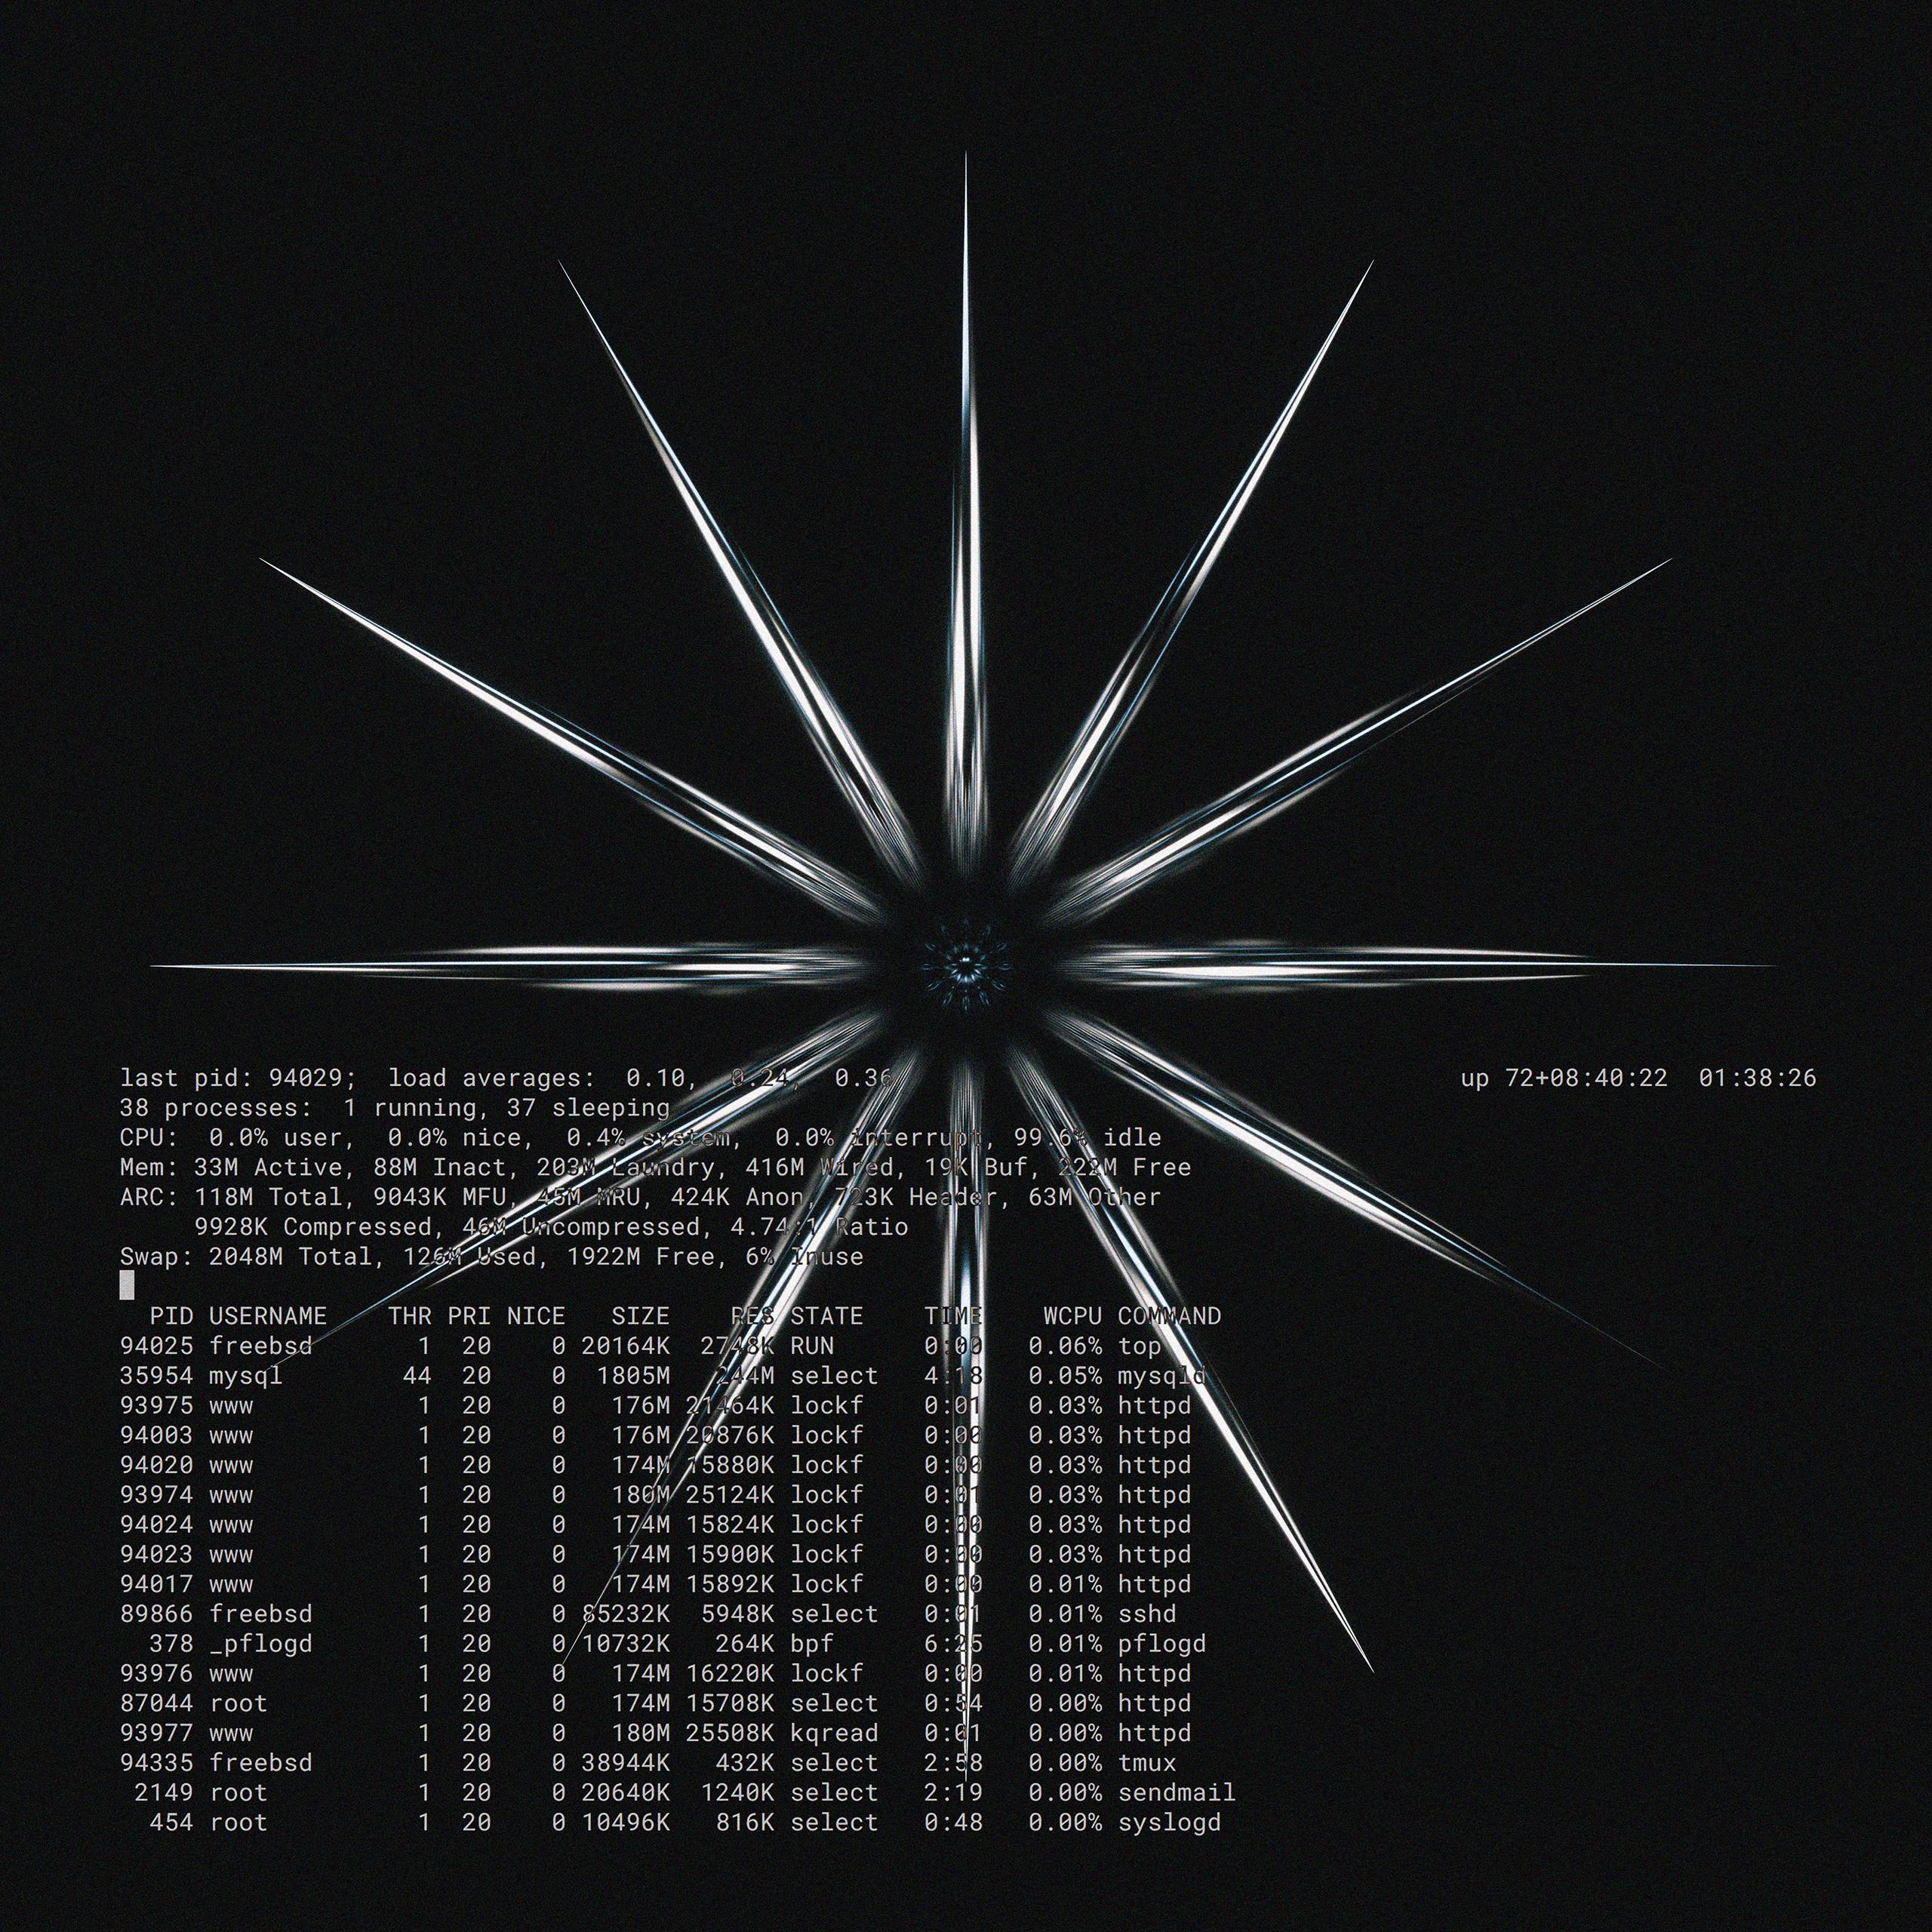 last pid: 94029;  load averages:  0.10,  0.24,  0.36    up 72+08:40:22  01:38:26
38 processes:  1 running, 37 sleeping
CPU:  0.0% user,  0.0% nice,  0.4% system,  0.0% interrupt, 99.6% idle
Mem: 33M Active, 88M Inact, 203M Laundry, 416M Wired, 19K Buf, 222M Free
ARC: 118M Total, 9043K MFU, 45M MRU, 424K Anon, 723K Header, 63M Other
     9928K Compressed, 46M Uncompressed, 4.74:1 Ratio
Swap: 2048M Total, 126M Used, 1922M Free, 6% Inuse
  PID USERNAME    THR PRI NICE   SIZE    RES STATE    TIME    WCPU COMMAND
94025 freebsd       1  20    0 20164K  2748K RUN      0:00   0.06% top
35954 mysql        44  20    0  1805M   244M select   4:18   0.05% mysqld
93975 www           1  20    0   176M 21464K lockf    0:01   0.03% httpd
94003 www           1  20    0   176M 20876K lockf    0:00   0.03% httpd
94020 www           1  20    0   174M 15880K lockf    0:00   0.03% httpd
93974 www           1  20    0   180M 25124K lockf    0:01   0.03% httpd
94024 www           1  20    0   174M 15824K lockf    0:00   0.03% httpd
94023 www           1  20    0   174M 15900K lockf    0:00   0.03% httpd
94017 www           1  20    0   174M 15892K lockf    0:00   0.01% httpd
89866 freebsd       1  20    0 85232K  5948K select   0:01   0.01% sshd
  378 _pflogd       1  20    0 10732K   264K bpf      6:25   0.01% pflogd
93976 www           1  20    0   174M 16220K lockf    0:00   0.01% httpd
87044 root          1  20    0   174M 15708K select   0:54   0.00% httpd
93977 www           1  20    0   180M 25508K kqread   0:01   0.00% httpd
94335 freebsd       1  20    0 38944K   432K select   2:58   0.00% tmux
 2149 root          1  20    0 20640K  1240K select   2:19   0.00% sendmail
  454 root          1  20    0 10496K   816K select   0:48   0.00% syslogd